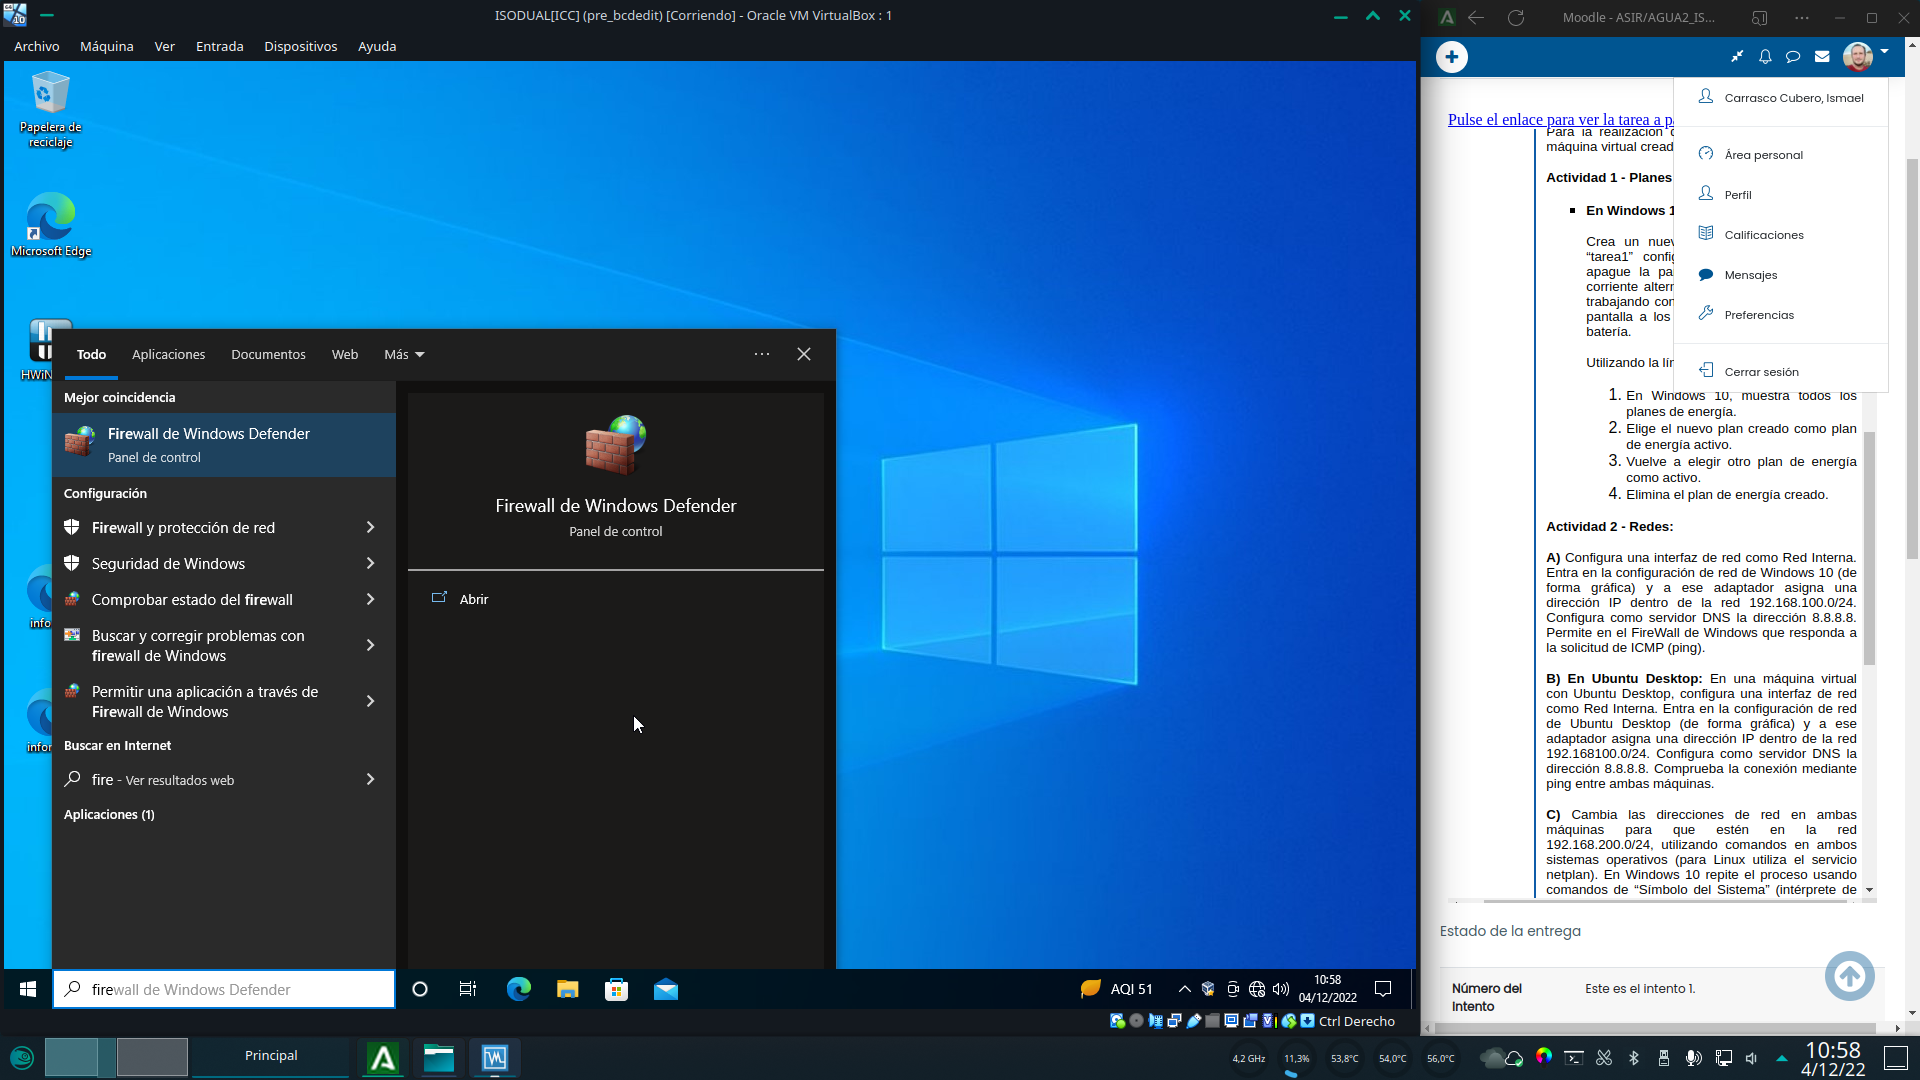 ISODUAL[ICC] (pre_bcdedit) [Corriendo] - Oracle VM VirtualBox : 1
Archivo Máquina Ver Entrada Dispositivos Ayuda
Papelera de
reciclaje
Microsoft Edge
Todo Aplicaciones Documentos Web Más
Mejor coincidencia
Firewall de Windows Defender
Panel de control
Configuración
Firewall y protección de red
Seguridad de Windows
Comprobar estado del firewall
Buscar y corregir problemas con
firewall de Windows
Permitir una aplicación a través de
Firewall de Windows
Buscar en Internet
fire - Ver resultados web
Aplicaciones (1)
Firewall de Windows Defender
Panel de control
Abrir
firewall de Windows Defender
AQI 51
10:58
04/12/2022
Ctrl Derecho
Moodle - ASIR/AGUA2_IS...
Carrasco Cubero, Ismael
Área personal
Perfil
Calificaciones
Mensajes
Preferencias
Cerrar sesión
Pulse el enlace para ver la tarea a
Para la realización
máquina virtual
Actividad 1 - Planes
En Windows
Crea un
"tarea1"
apague la
corriente
trabajando
pantalla a los
batería.
Utilizando la
1. En Windows 10, muestra todos los
planes de energía.
2. Elige el nuevo plan creado como plan
de energía activo.
3. Vuelve a elegir otro plan de energía
como activo.
4. Elimina el plan de energía creado.
Actividad 2 - Redes:
A) Configura una interfaz de red como Red Interna.
Entra en la configuración de red de Windows 10 (de
forma gráfica) y a ese adaptador asigna una
dirección IP dentro de la red 192.168.100.0/24.
Configura como servidor DNS la dirección 8.8.8.8.
Permite en el FireWall de Windows que responda a
la solicitud de ICMP (ping).
B) En Ubuntu Desktop: En una máquina virtual
con Ubuntu Desktop, configura una interfaz de red
como Red Interna. Entra en la configuración de red
de Ubuntu Desktop (de forma gráfica) y a ese
adaptador asigna una dirección IP dentro de la red
192.168100.0/24. Configura como servidor DNS la
dirección 8.8.8.8. Comprueba la conexión mediante
ping entre ambas máquinas.
C) Cambia las direcciones de red en ambas
máquinas para que estén en la red
192.168.200.0/24, utilizando comandos en ambos
sistemas operativos (para Linux utiliza el servicio
netplan). En Windows 10 repite el proceso usando
comandos de “Símbolo del Sistema” (intérprete de
Estado de la entrega
Número del
intento
Este es el intento 1.
Principal
4,2 GHz 11,3% 53,8°C 54,0°C 56,0°C
10:58
4/12/22